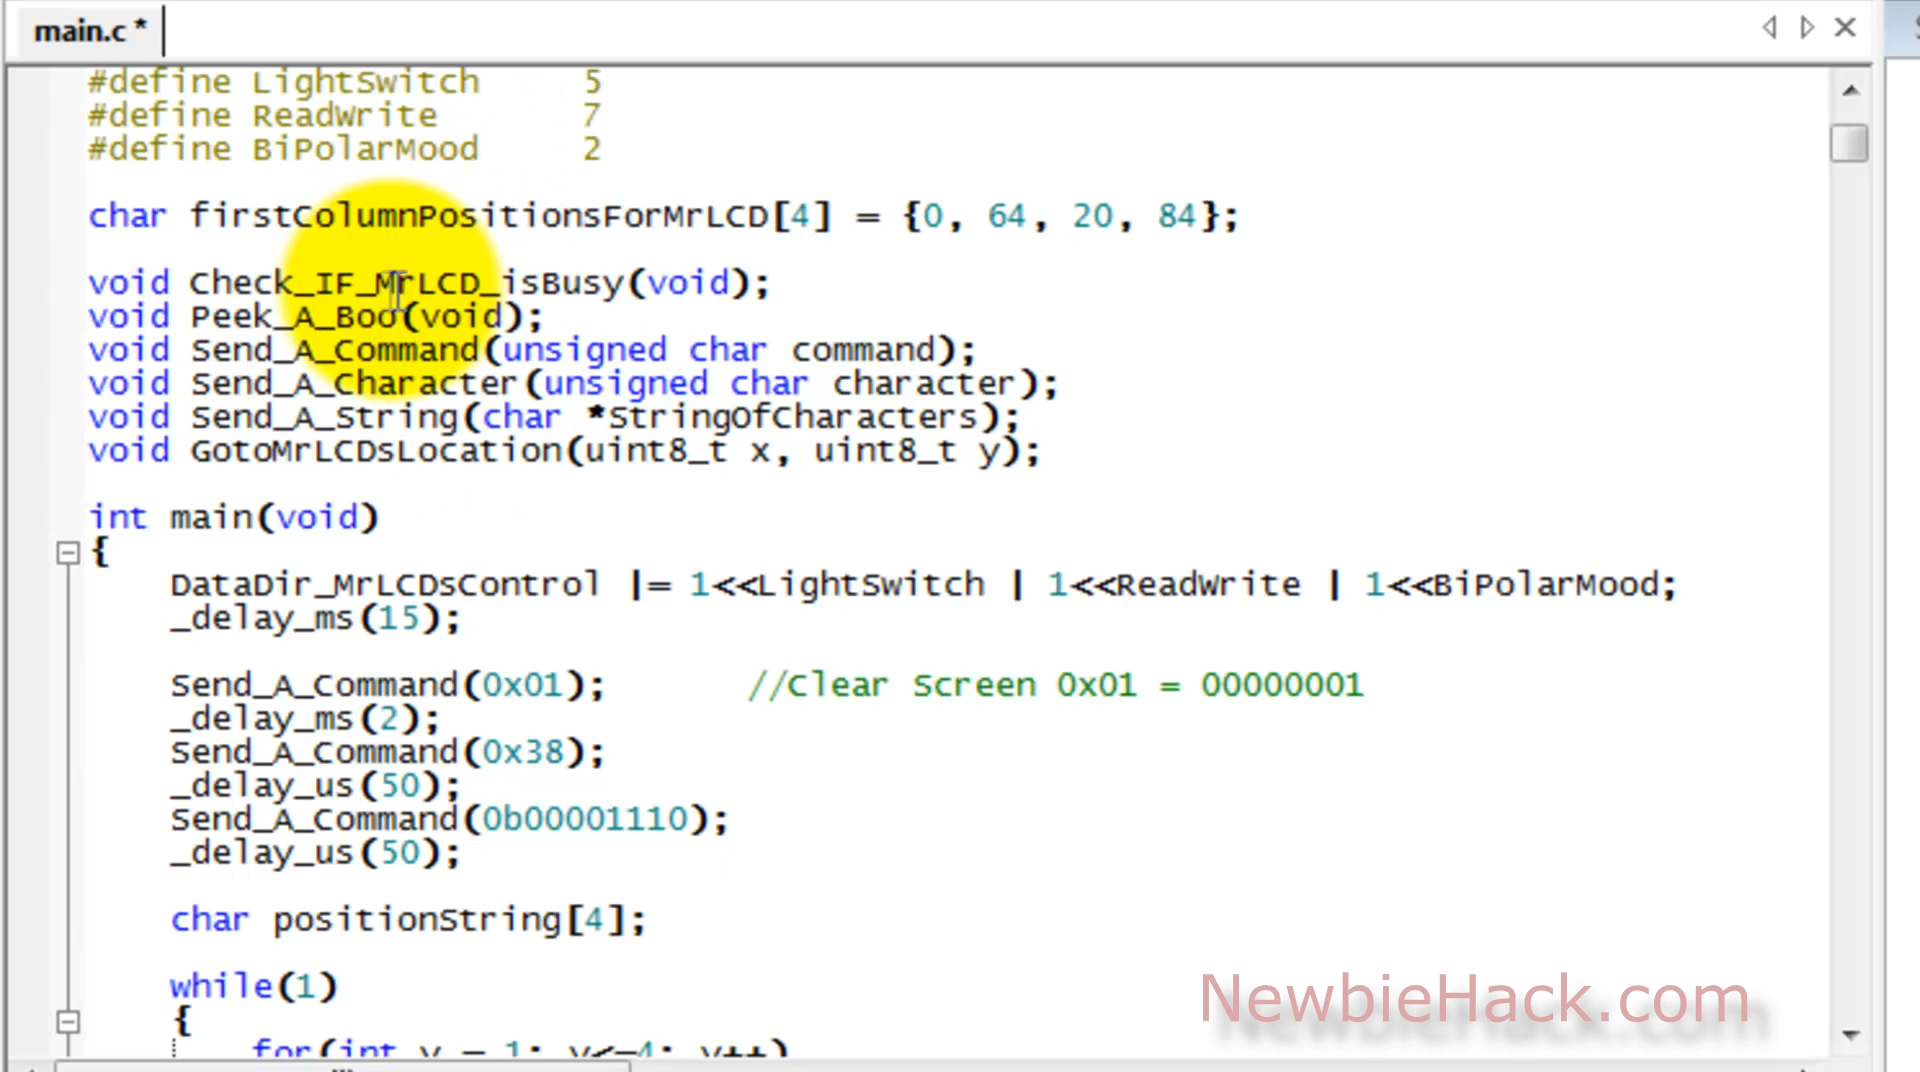 main.c *
#define LightSwitch 5
#define ReadWrite 7
#define BiPolarMood 2
char firstColumnPositionsForMrLCD[4] = {0, 64, 20, 84};
void Check_IF_MrLCD_isBusy(void);
void Peek_A_Boo(void);
void Send_A_Command(unsigned char command);
void Send_A_Character(unsigned char character);
void Send_A_String(char *StringOfCharacters);
void GotoMrLCDsLocation(uint8_t x, uint8_t y);
int main(void)
{
DataDir_MrLCDsControl |= 1<<LightSwitch | 1<<ReadWrite | 1<<BiPolarMood;
_delay_ms(15);
Send_A_Command(0x01); //Clear Screen 0x01 = 00000001
_delay_ms(2);
Send_A_Command(0x38);
_delay_us(50);
Send_A_Command(0b00001110);
_delay_us(50);
char positionString[4];
while(1)
{
for(int y = 1; y<=4; y++)
NewbieHack.com